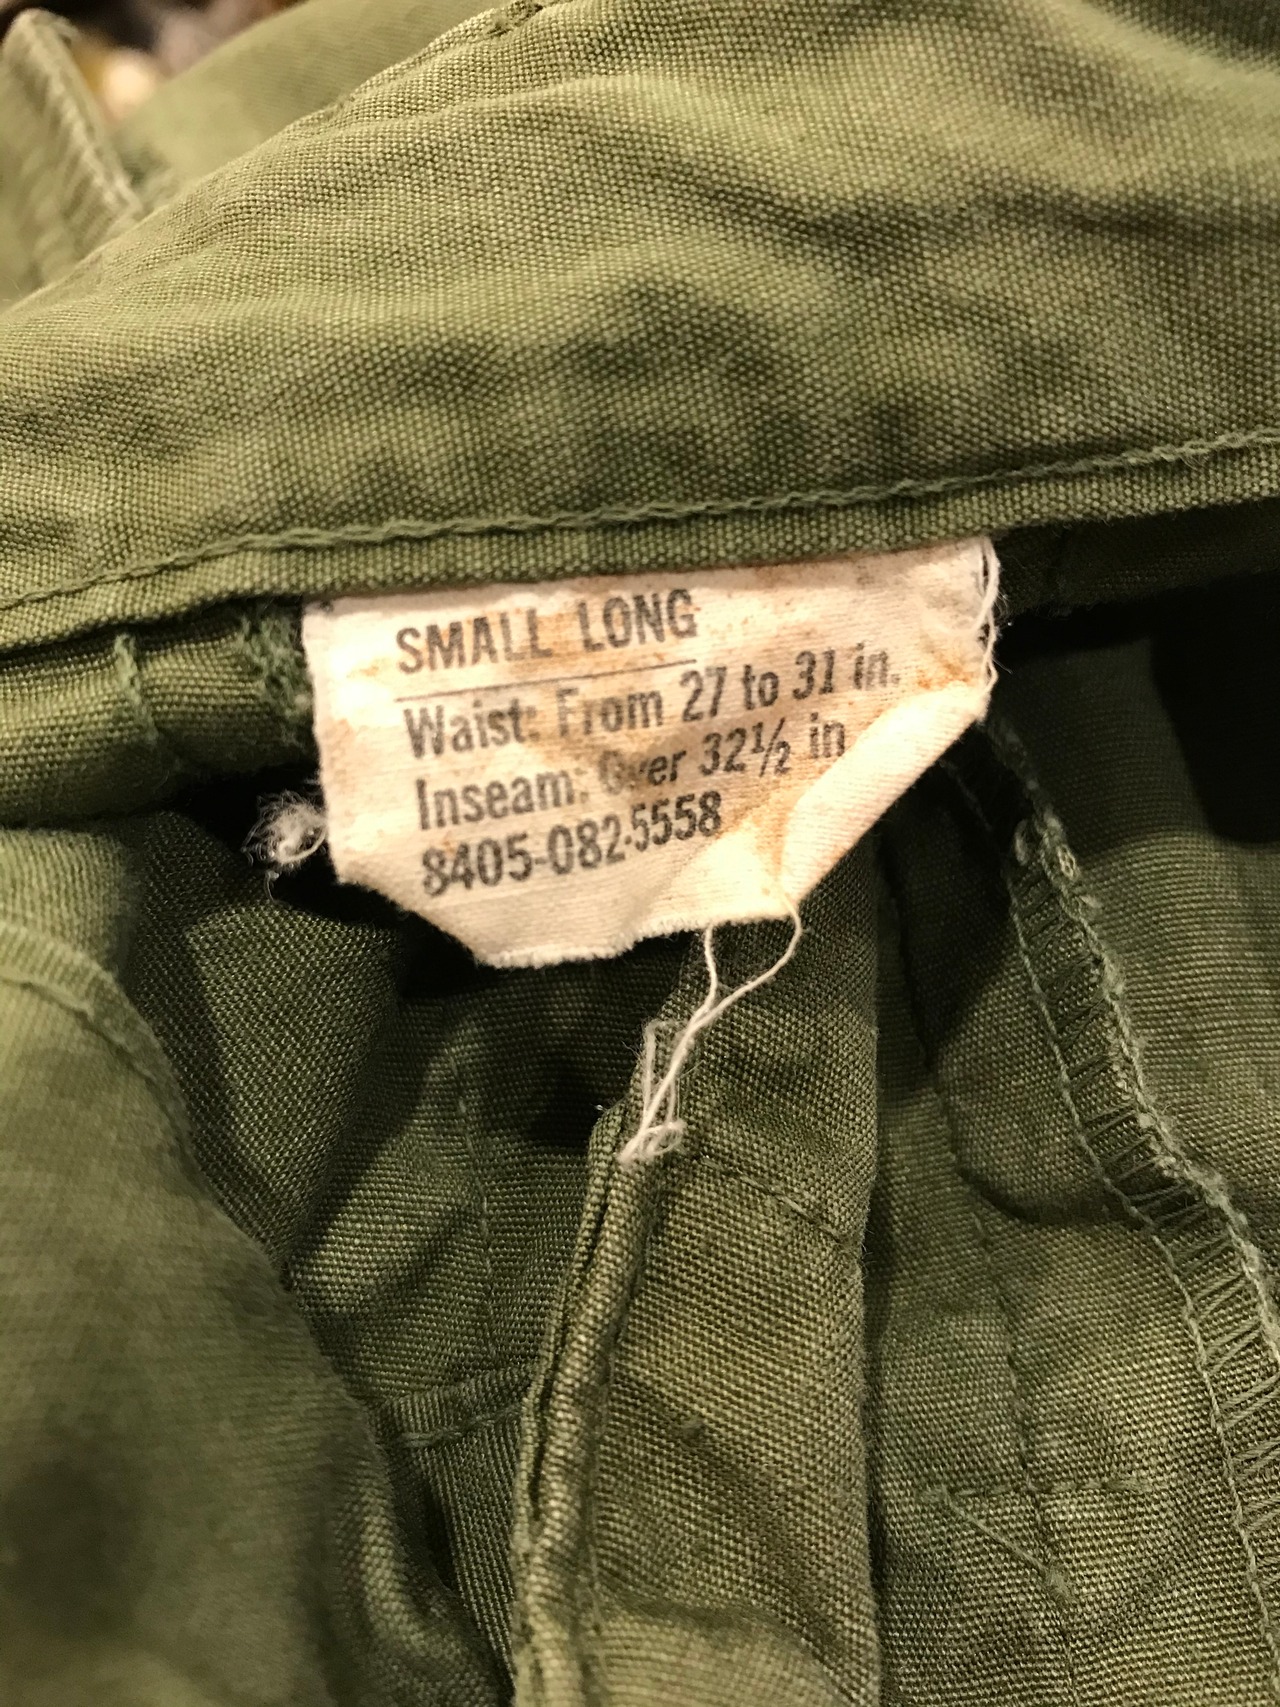 SMALL LONG
Waist: From 27 to 31 in.
Inseam: Over 32½ in
8405-082-5558